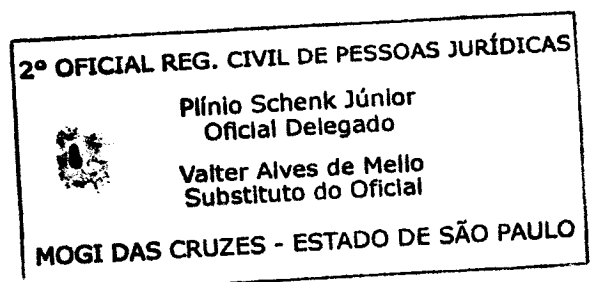 2º OFICIAL REG. CIVIL DE PESSOAS JURÍDICAS
Plínio Schenk Júnior
Oficial Delegado
Valter Alves de Mello
Substituto do Oficial
MOGI DAS CRUZES - ESTADO DE SÃO PAULO